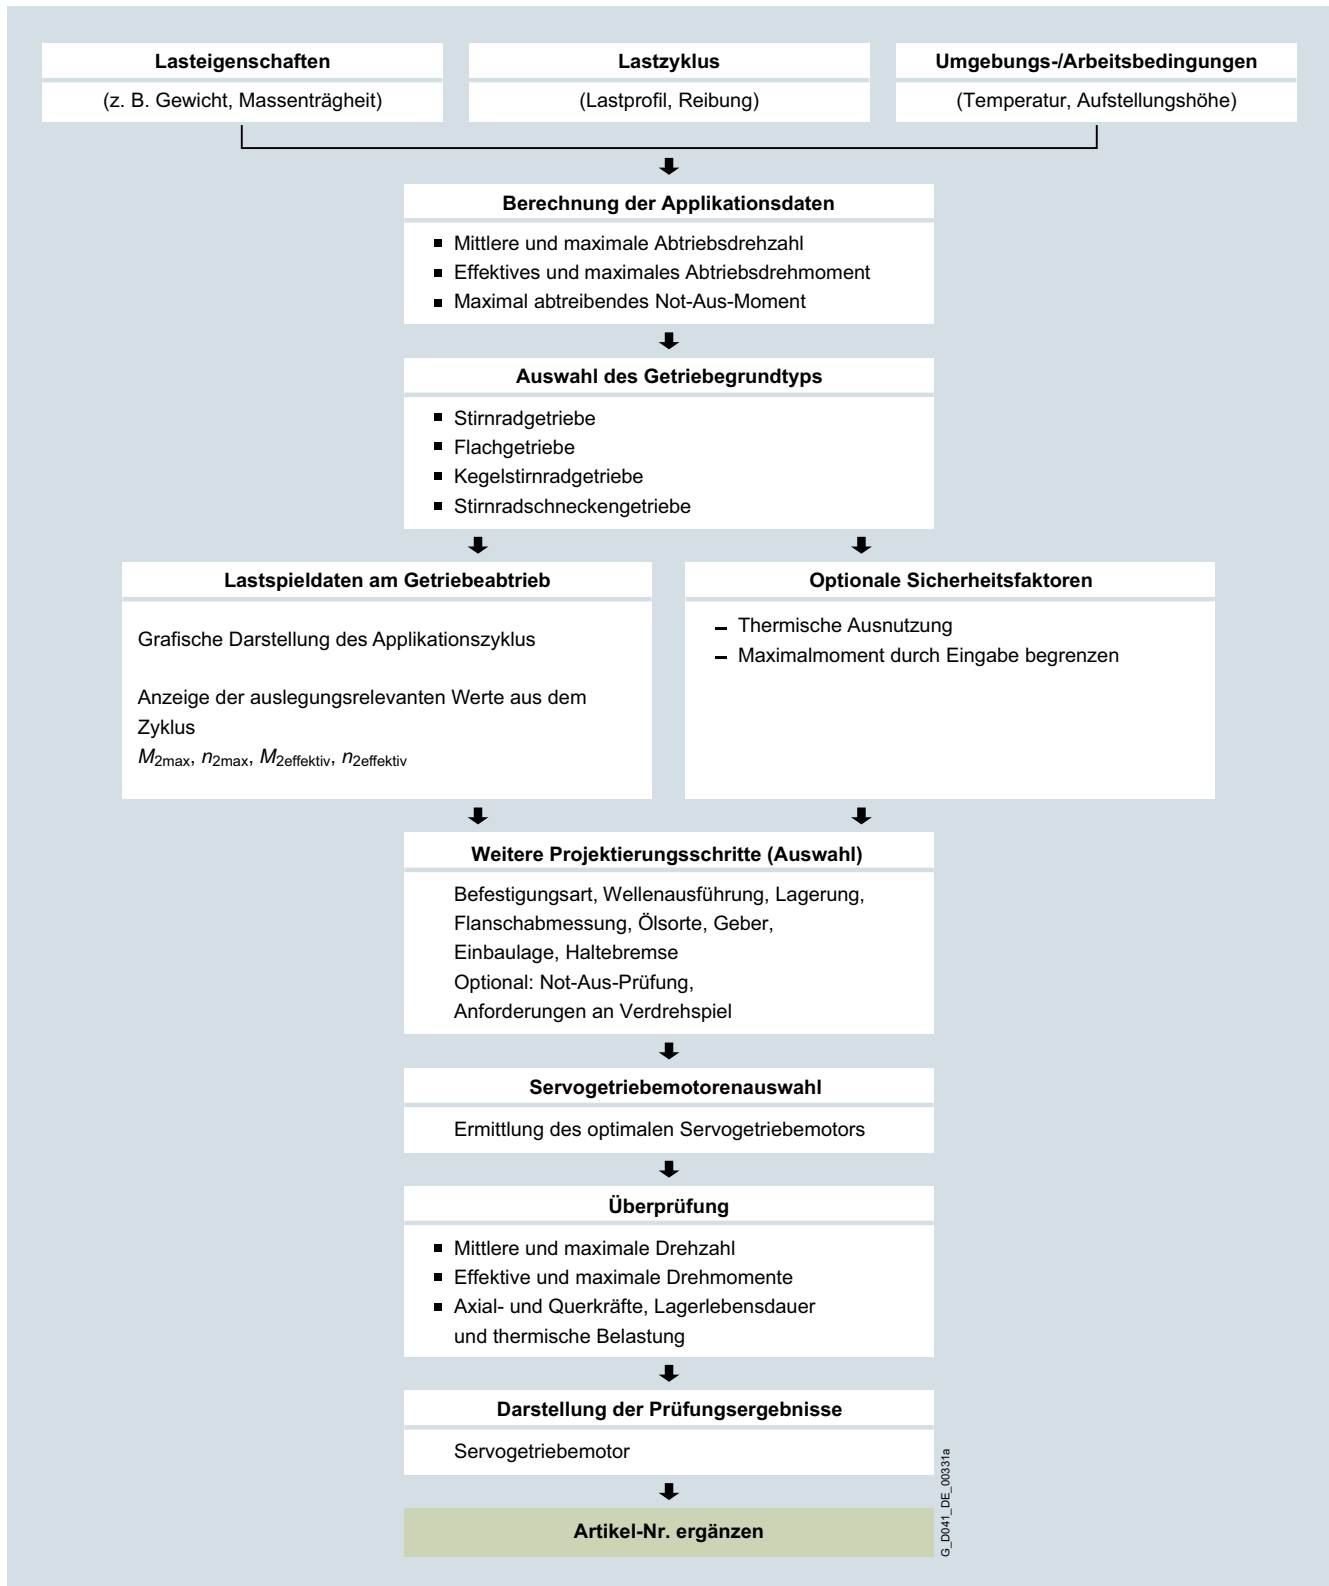 Lasteigenschaften
(z. B. Gewicht, Massenträgheit)
Lastzyklus
(Lastprofil, Reibung)
Umgebungs-/Arbeitsbedingungen
(Temperatur, Aufstellungshöhe)
Berechnung der Applikationsdaten
■ Mittlere und maximale Abtriebsdrehzahl
■ Effektives und maximales Abtriebsdrehmoment
■ Maximal abtreibendes Not-Aus-Moment
Auswahl des Getriebegrundtyps
■ Stirnradgetriebe
■ Flachgetriebe
■ Kegelstirnradgetriebe
■ Stirnradschneckengetriebe
Lastspieldaten am Getriebeabtrieb
Grafische Darstellung des Applikationszyklus
Anzeige der auslegungsrelevanten Werte aus dem
Zyklus
M2max, n2max, M2effektiv, n2effektiv
Optionale Sicherheitsfaktoren
– Thermische Ausnutzung
– Maximalmoment durch Eingabe begrenzen
Weitere Projektierungsschritte (Auswahl)
Befestigungsart, Wellenausführung, Lagerung,
Flanschabmessung, Ölsorte, Geber,
Einbaulage, Haltebremse
Optional: Not-Aus-Prüfung,
Anforderungen an Verdrehspiel
Servogetriebemotorenauswahl
Ermittlung des optimalen Servogetriebemotors
Überprüfung
■ Mittlere und maximale Drehzahl
■ Effektive und maximale Drehmomente
■ Axial- und Querkräfte, Lagerlebensdauer
und thermische Belastung
Darstellung der Prüfungsergebnisse
Servogetriebemotor
Artikel-Nr. ergänzen
G_D041_DE_00331a